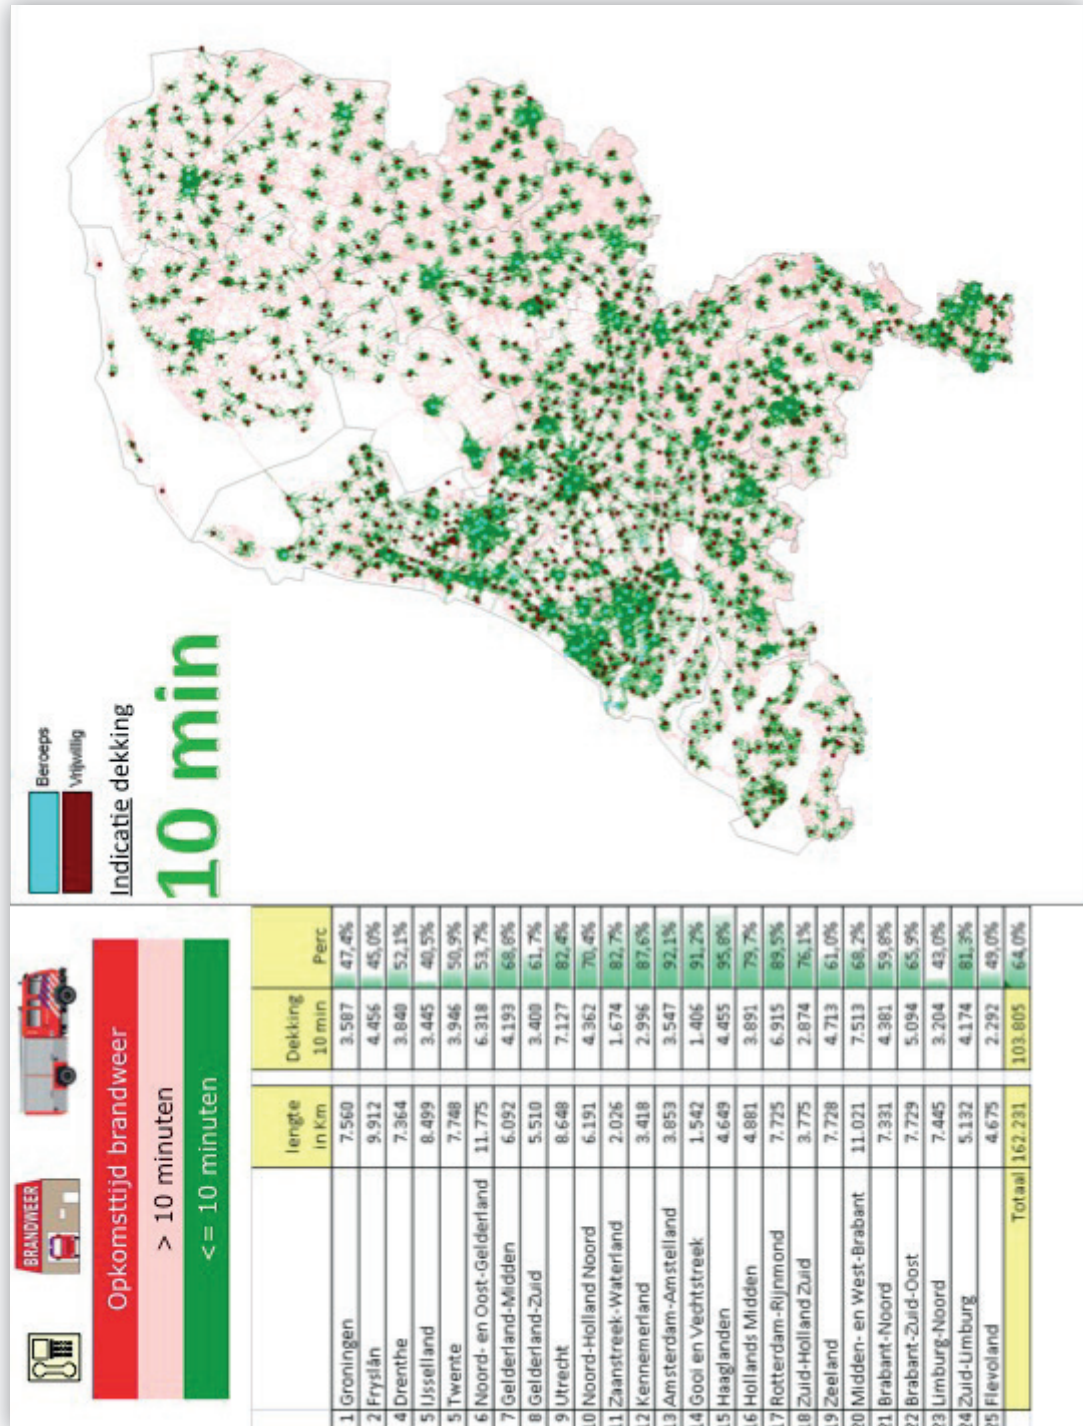 BRANDWEER
Opkomsttijd brandweer
> 10 minuten
<= 10 minuten
lengte in Km Dekking 10 min Perc
1 Groningen 7.560 3.587 47,4%
2 Fryslân 9.912 4.456 45,0%
4 Drenthe 7.364 3.840 52,1%
5 IJsselland 8.499 3.445 40,5%
5 Twente 7.748 3.946 50,9%
6 Noord- en Oost-Gelderland 11.775 6.318 53,7%
7 Gelderland-Midden 6.092 4.193 68,8%
8 Gelderland-Zuid 5.510 3.400 61,7%
9 Utrecht 8.648 7.127 82,4%
10 Noord-Holland Noord 6.191 4.362 70,4%
11 Zaanstreek-Waterland 2.026 1.674 82,7%
12 Kennemerland 3.418 2.996 87,6%
13 Amsterdam-Amstelland 3.853 3.547 92,1%
14 Gooi en Vechtstreek 1.542 1.406 91,2%
15 Haaglanden 4.649 4.455 95,8%
16 Hollands Midden 4.881 3.891 79,7%
17 Rotterdam-Rijnmond 7.725 6.915 89,5%
18 Zuid-Holland Zuid 3.775 2.874 76,1%
19 Zeeland 7.728 4.713 61,0%
20 Midden- en West-Brabant 11.021 7.513 68,2%
21 Brabant-Noord 7.331 4.381 59,8%
22 Brabant-Zuid-Oost 7.729 5.094 65,9%
23 Limburg-Noord 7.445 3.204 43,0%
24 Zuid-Limburg 5.132 4.174 81,3%
25 Flevoland 4.675 2.292 49,0%
Totaal 162.231 103.805 64,0%
Beroeps
Vrijwillig
Indicatie dekking
10 min